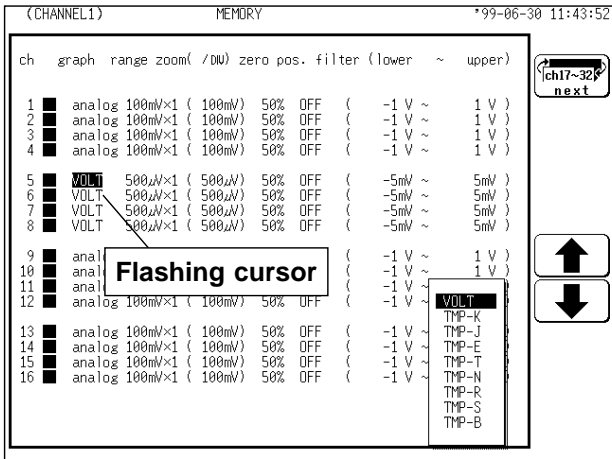 (CHANNEL1) MEMORY '99-06-30 11:43:52
ch graph range zoom( /DIV) zero pos. filter (lower ~ upper)
ch17~32
next
1 analog 100mV×1 ( 100mV) 50% OFF ( -1 V ~ 1 V )
2 analog 100mV×1 ( 100mV) 50% OFF ( -1 V ~ 1 V )
3 analog 100mV×1 ( 100mV) 50% OFF ( -1 V ~ 1 V )
4 analog 100mV×1 ( 100mV) 50% OFF ( -1 V ~ 1 V )
5 VOLT 500µV×1 ( 500µV) 50% OFF ( -5mV ~ 5mV )
6 VOLT 500µV×1 ( 500µV) 50% OFF ( -5mV ~ 5mV )
7 VOLT 500µV×1 ( 500µV) 50% OFF ( -5mV ~ 5mV )
8 VOLT 500µV×1 ( 500µV) 50% OFF ( -5mV ~ 5mV )
9 anal ( -1 V ~ 1 V )
10 anal ( -1 V ~ 1 V )
11 anal ( -1 V ~
12 analog 100mV×1 ( 100mV) 50% OFF ( -1 V ~
Flashing cursor
13 analog 100mV×1 ( 100mV) 50% OFF ( -1 V ~
14 analog 100mV×1 ( 100mV) 50% OFF ( -1 V ~
15 analog 100mV×1 ( 100mV) 50% OFF ( -1 V ~
16 analog 100mV×1 ( 100mV) 50% OFF ( -1 V ~
VOLT
TMP-K
TMP-J
TMP-E
TMP-T
TMP-N
TMP-R
TMP-S
TMP-B